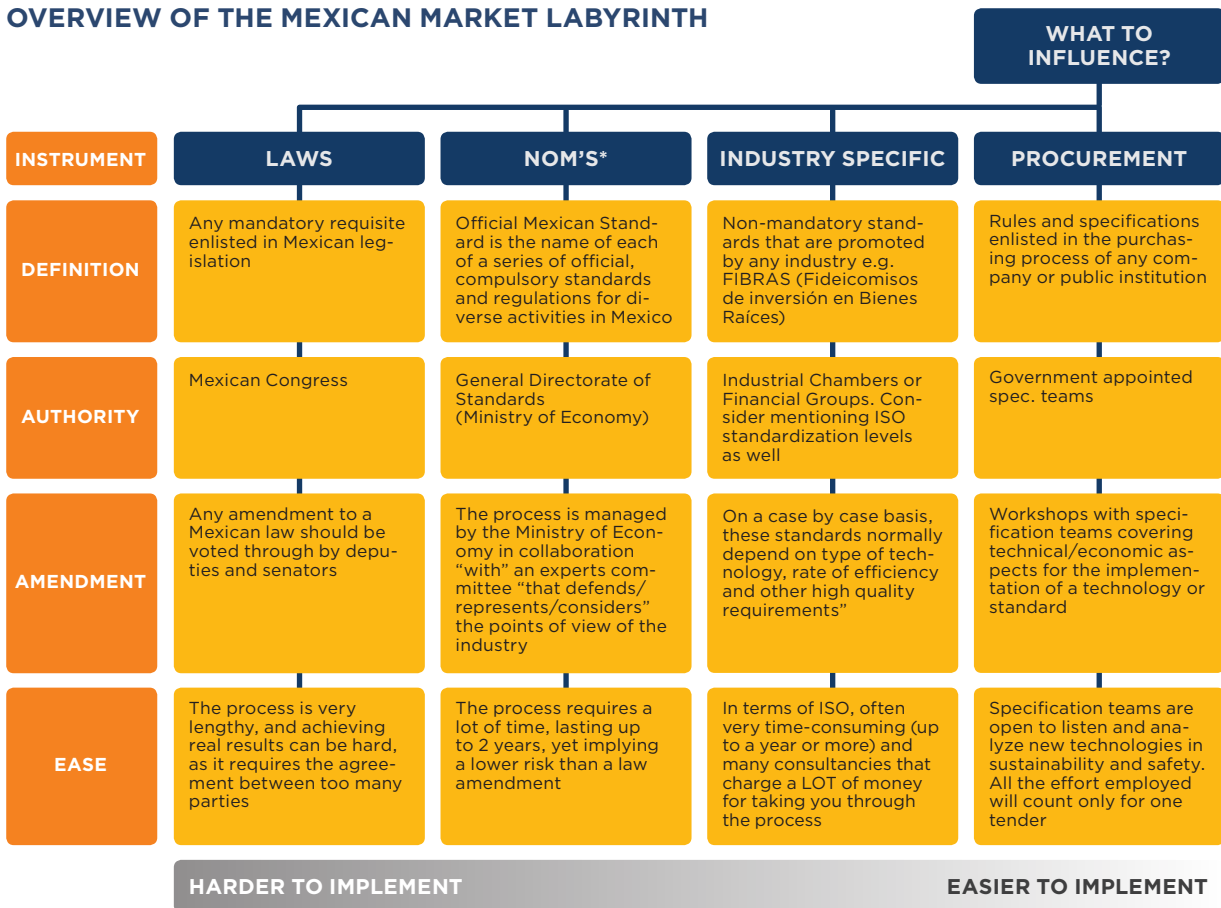 OVERVIEW OF THE MEXICAN MARKET LABYRINTH
WHAT TO
INFLUENCE?
INSTRUMENT
LAWS
NOM'S*
INDUSTRY SPECIFIC
PROCUREMENT
DEFINITION
Any mandatory requisite
enlisted in Mexican leg-
islation
Official Mexican Stand-
ard is the name of each
of a series of official,
compulsory standards
and regulations for di-
verse activities in Mexico
Non-mandatory stand-
ards that are promoted
by any industry e.g.
FIBRAS (Fideicomisos
de inversión en Bienes
Raíces)
Rules and specifications
enlisted in the purchas-
ing process of any com-
pany or public institution
AUTHORITY
Mexican Congress
General Directorate of
Standards
(Ministry of Economy)
Industrial Chambers or
Financial Groups. Con-
sider mentioning ISO
standardization levels
as well
Government appointed
spec. teams
AMENDMENT
Any amendment to a
Mexican law should be
voted through by depu-
ties and senators
The process is managed
by the Ministry of Econ-
omy in collaboration
“with” an experts com-
mittee “that defends/
represents/considers”
the points of view of the
industry
On a case by case basis,
these standards normally
depend on type of tech-
nology, rate of efficiency
and other high quality
requirements”
Workshops with speci-
fication teams covering
technical/economic as-
pects for the implemen-
tation of a technology or
standard
EASE
The process is very
lengthy, and achieving
real results can be hard,
as it requires the agree-
ment between too many
parties
The process requires a
lot of time, lasting up
to 2 years, yet implying
a lower risk than a law
amendment
In terms of ISO, often
very time-consuming (up
to a year or more) and
many consultancies that
charge a LOT of money
for taking you through
the process
Specification teams are
open to listen and ana-
lyze new technologies in
sustainability and safety.
All the effort employed
will count only for one
tender
HARDER TO IMPLEMENT
EASIER TO IMPLEMENT